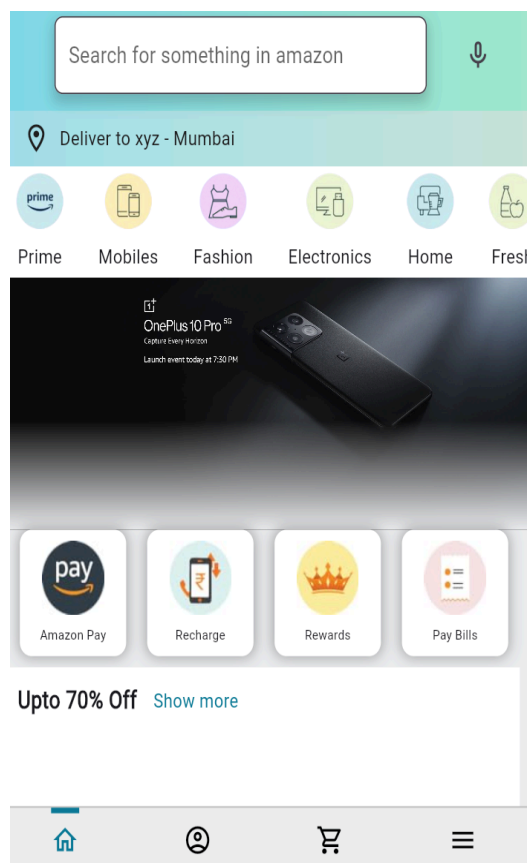 Search for something in amazon
Deliver to xyz - Mumbai
prime
Prime Mobiles Fashion Electronics Home Fresh
OnePlus 10 Pro 5G
Capture Every Horizon
Launch event today at 7:30 PM
pay
Amazon Pay Recharge Rewards Pay Bills
Upto 70% Off Show more